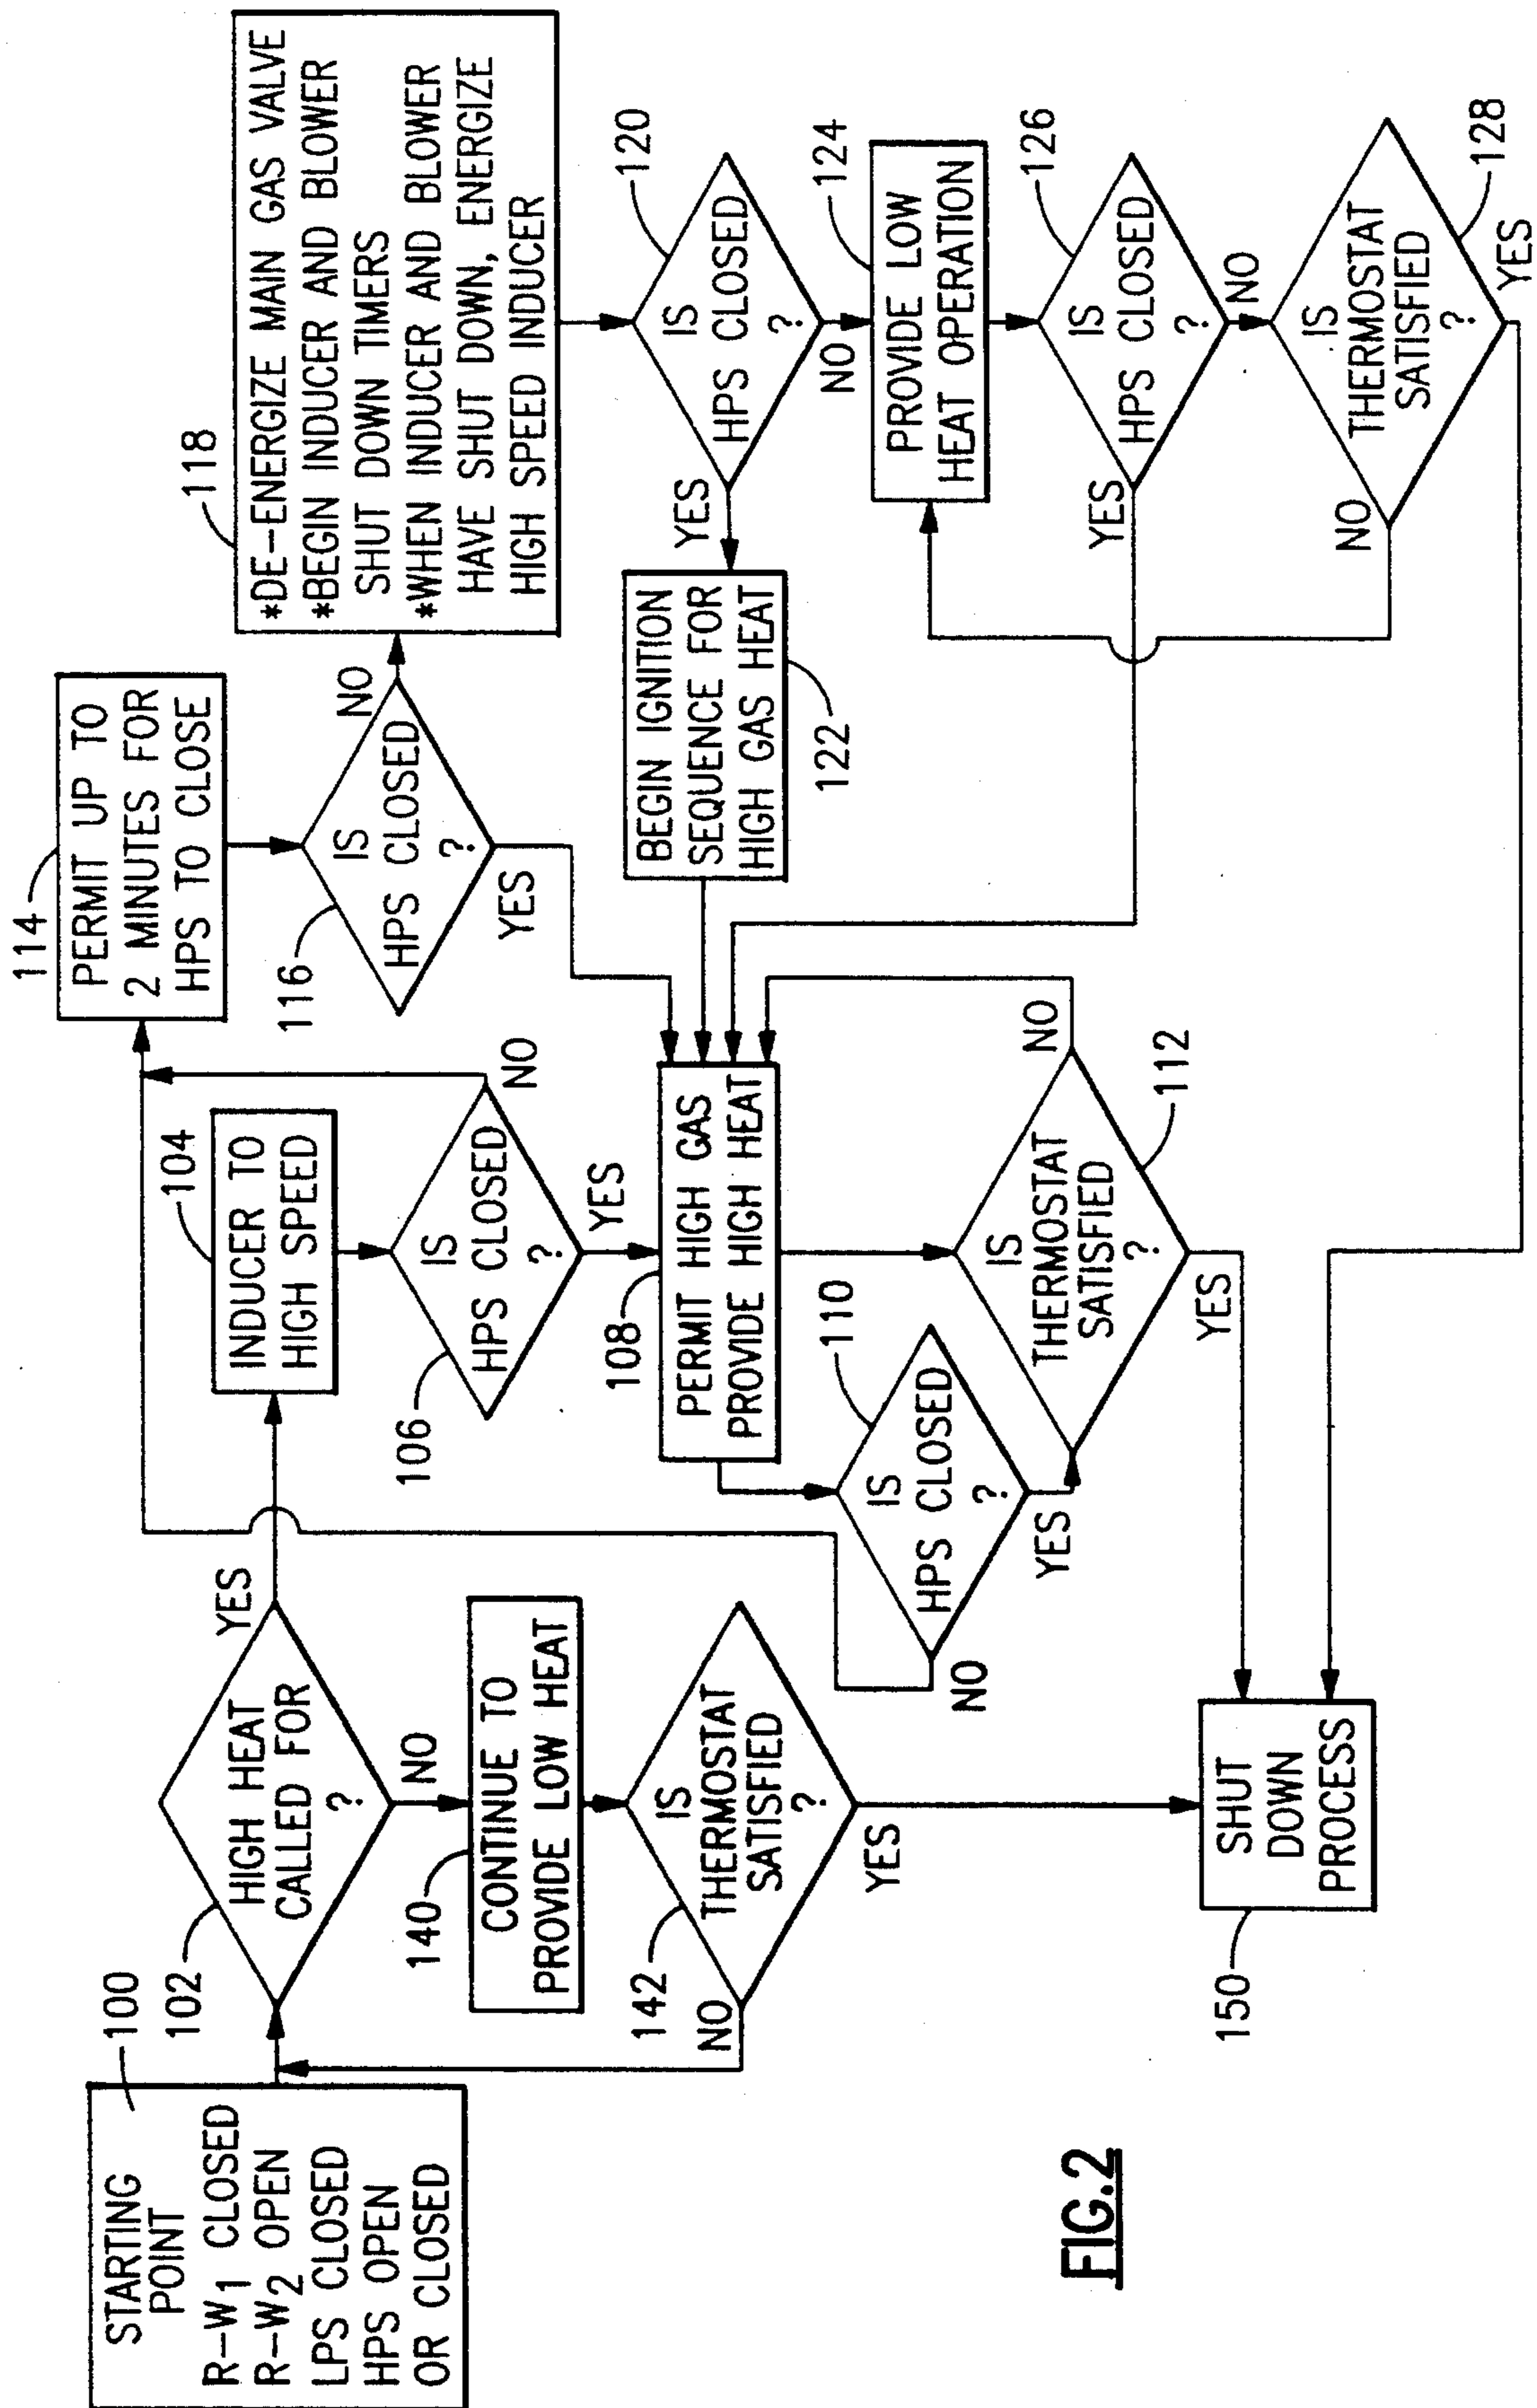 100
STARTING
POINT
R-W1 CLOSED
R-W2 OPEN
LPS CLOSED
HPS OPEN
OR CLOSED
102
HIGH HEAT
CALLED FOR
?
YES
NO
104
INDUCER TO
HIGH SPEED
106
IS
HPS CLOSED
?
NO
YES
114
PERMIT UP TO
2 MINUTES FOR
HPS TO CLOSE
116
IS
HPS CLOSED
?
NO
YES
118
*DE-ENERGIZE MAIN GAS VALVE
*BEGIN INDUCER AND BLOWER
SHUT DOWN TIMERS
*WHEN INDUCER AND BLOWER
HAVE SHUT DOWN, ENERGIZE
HIGH SPEED INDUCER
120
IS
HPS CLOSED
?
YES
NO
BEGIN IGNITION
SEQUENCE FOR
HIGH GAS HEAT
122
124
PROVIDE LOW
HEAT OPERATION
126
IS
HPS CLOSED
?
YES
NO
128
IS
THERMOSTAT
SATISFIED
?
NO
YES
108
PERMIT HIGH GAS
PROVIDE HIGH HEAT
110
IS
HPS CLOSED
?
NO
YES
112
IS
THERMOSTAT
SATISFIED
?
NO
YES
140
CONTINUE TO
PROVIDE LOW HEAT
142
IS
THERMOSTAT
SATISFIED
?
NO
YES
150
SHUT
DOWN
PROCESS
FIG.2